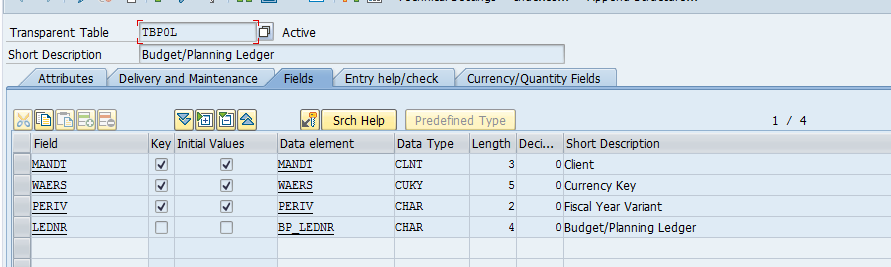 Transparent Table TBP0L Active
Short Description Budget/Planning Ledger
Attributes Delivery and Maintenance Fields Entry help/check Currency/Quantity Fields
Srch Help Predefined Type 1 / 4
Field Key Initial Values Data element Data Type Length Deci... Short Description
MANDT MANDT CLNT 3 0 Client
WAERS WAERS CUKY 5 0 Currency Key
PERIV PERIV CHAR 2 0 Fiscal Year Variant
LEDNR BP_LEDNR CHAR 4 0 Budget/Planning Ledger